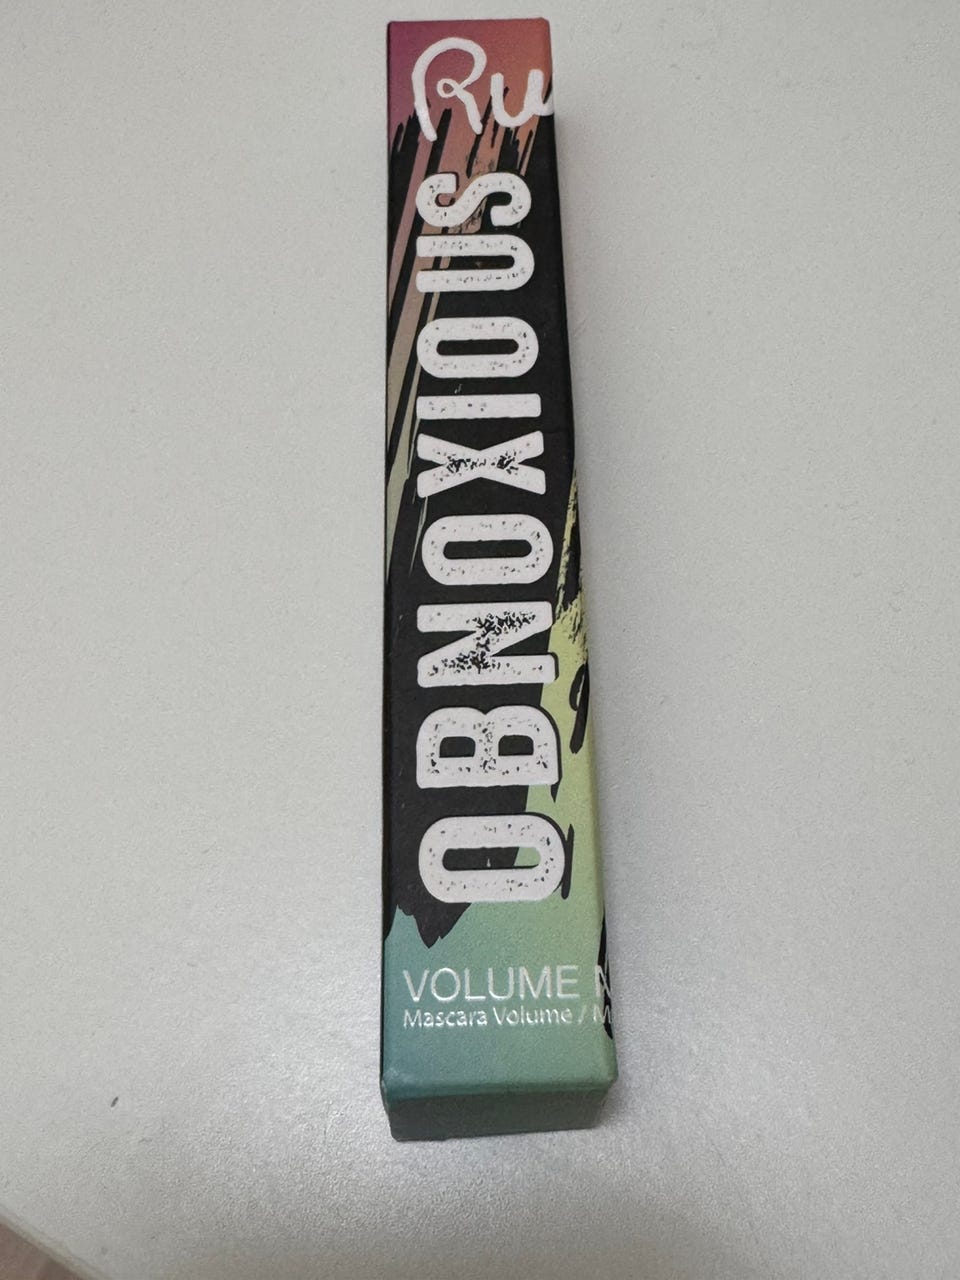 Ru
OBNOXIOUS
VOLUME
Mascara Volume / M